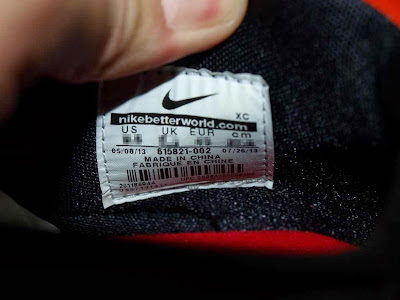 XC
nikebetterworld.com
US UK EUR cm
05/08/13 615821-002 07/26/13
MADE IN CHINA
FABRIQUE EN CHINE